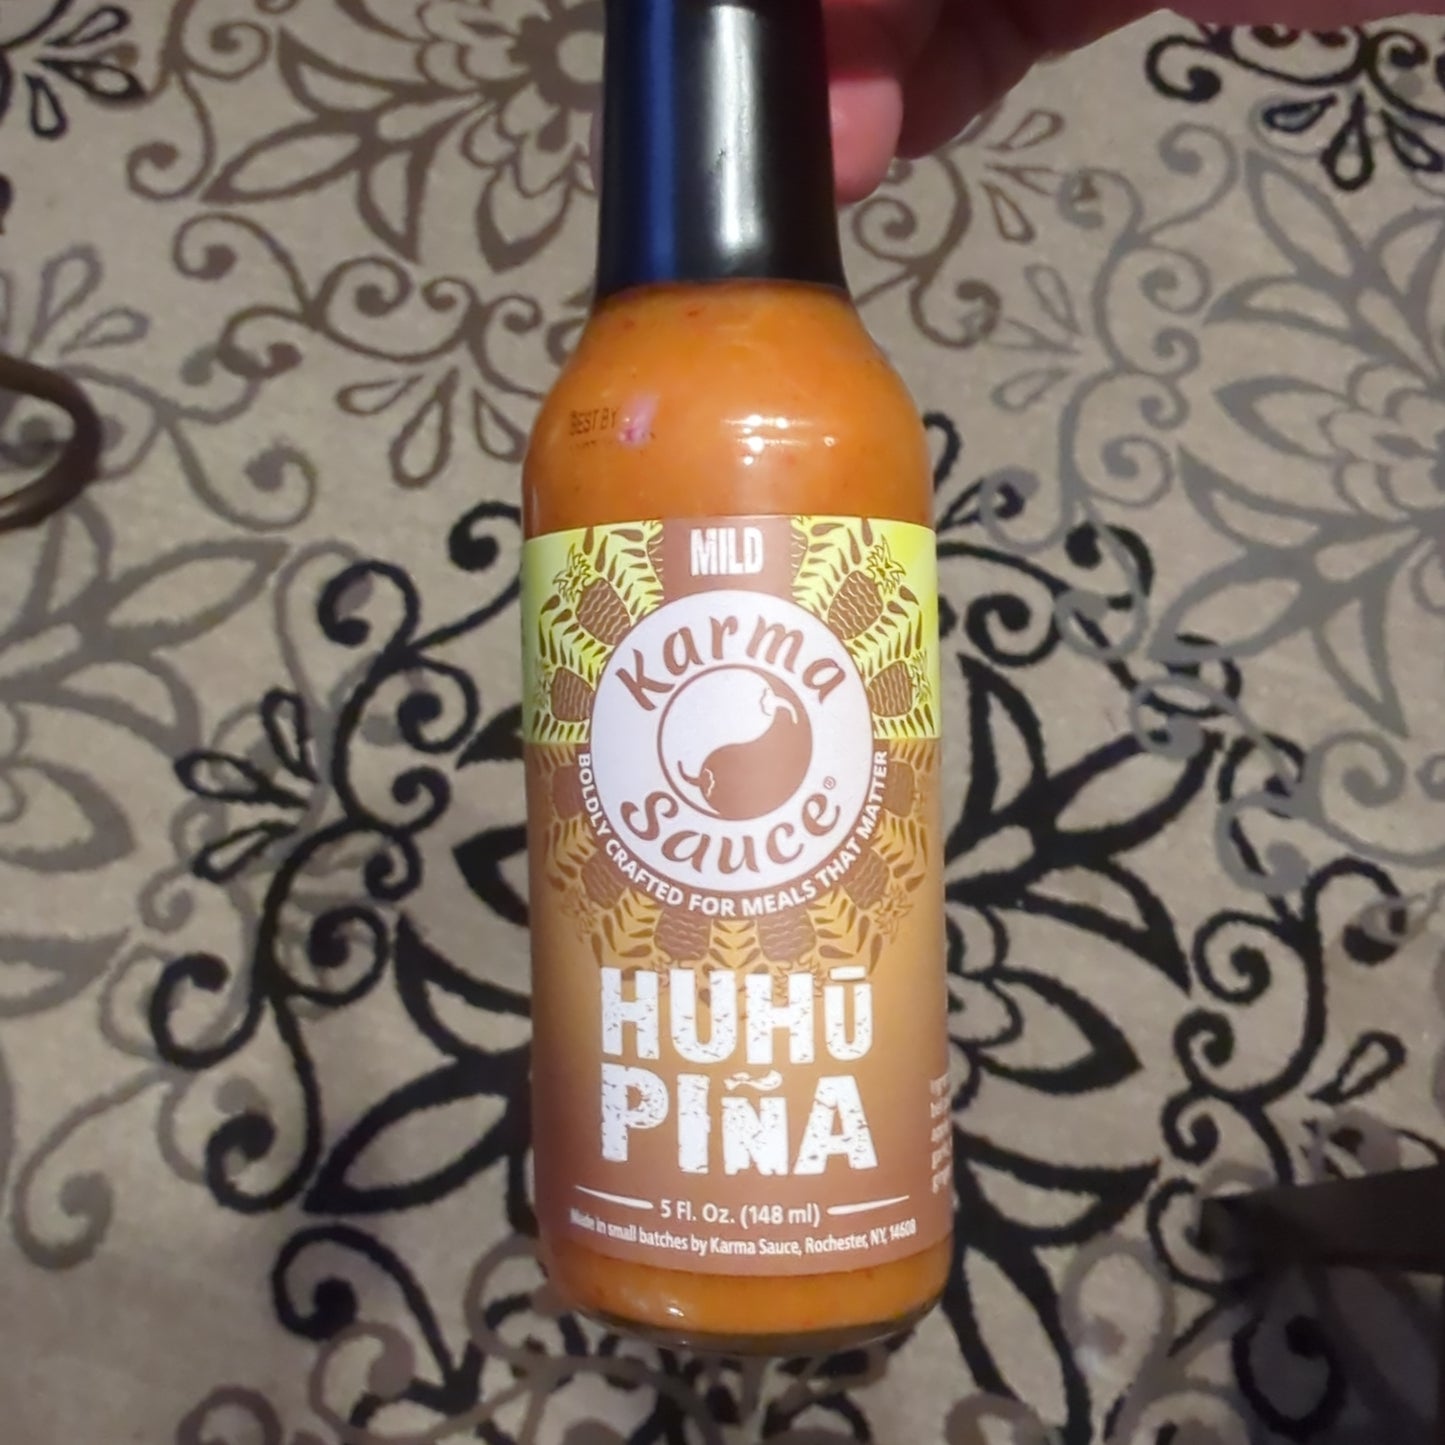 BEST BY
MILD
Karma
Sauce®
BOLDLY CRAFTED FOR MEALS THAT MATTER
HUHŪ
PIÑA
5 Fl. Oz. (148 ml)
Made in small batches by Karma Sauce, Rochester, NY, 14608